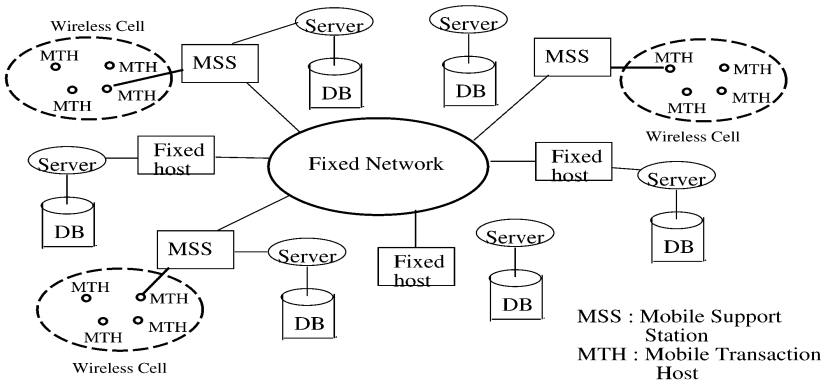 Wireless Cell
MTH
MTH
MTH
MTH
MSS
Server
DB
Server
DB
MSS
MTH
MTH
MTH
MTH
Wireless Cell
Server
DB
Fixed
host
Fixed Network
Fixed
host
Server
DB
MSS
Server
DB
Fixed
host
Server
DB
MTH
MTH
MTH
MTH
Wireless Cell
MSS : Mobile Support
Station
MTH : Mobile Transaction
Host